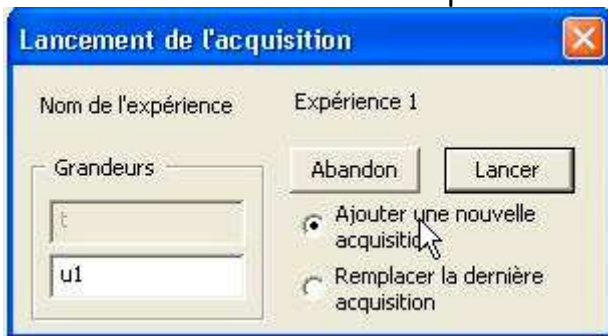 Lancement de l'acquisition
Nom de l'expérience Expérience 1
Grandeurs
Abandon Lancer
t
Ajouter une nouvelle
acquisition
u1
Remplacer la dernière
acquisition